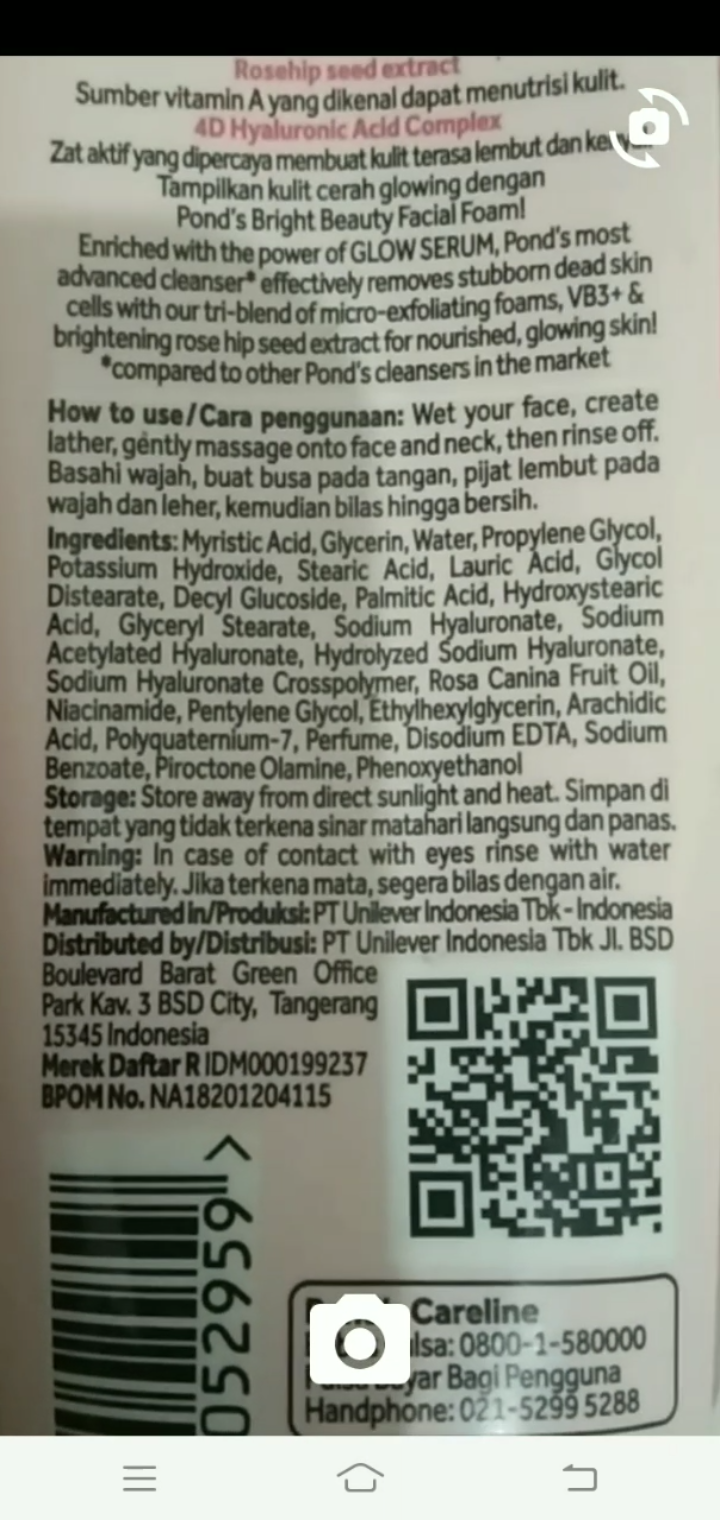 Rosehip seed extract
Sumber vitamin A yang dikenal dapat menutrisi kulit.
4D Hyaluronic Acid Complex
Zat aktif yang dipercaya membuat kulit terasa lembut dan
Tampilkan kulit cerah glowing dengan
Pond's Bright Beauty Facial Foam!
Enriched with the power of GLOW SERUM, Pond's most
advanced cleanser* effectively removes stubborn dead skin
cells with our tri-blend of micro-exfoliating foams, VB3+ &
brightening rose hip seed extract for nourished, glowing skin!
*compared to other Pond's cleansers in the market
How to use/Cara penggunaan: Wet your face, create
lather, gently massage onto face and neck, then rinse off.
Basahi wajah, buat busa pada tangan, pijat lembut pada
wajah dan leher, kemudian bilas hingga bersih.
Ingredients: Myristic Acid, Glycerin, Water, Propylene Glycol,
Potassium Hydroxide, Stearic Acid, Lauric Acid, Glycol
Distearate, Decyl Glucoside, Palmitic Acid, Hydroxystearic
Acid, Glyceryl Stearate, Sodium Hyaluronate, Sodium
Acetylated Hyaluronate, Hydrolyzed Sodium Hyaluronate,
Sodium Hyaluronate Crosspolymer, Rosa Canina Fruit Oil,
Niacinamide, Pentylene Glycol, Ethylhexylglycerin, Arachidic
Acid, Polyquaternium-7, Perfume, Disodium EDTA, Sodium
Benzoate, Piroctone Olamine, Phenoxyethanol
Storage: Store away from direct sunlight and heat. Simpan di
tempat yang tidak terkena sinar matahari langsung dan panas.
Warning: In case of contact with eyes rinse with water
immediately. Jika terkena mata, segera bilas dengan air.
Manufactured in/Produksi: PT Unilever Indonesia Tbk - Indonesia
Distributed by/Distribusi: PT Unilever Indonesia Tbk Jl. BSD
Boulevard Barat Green Office
Park Kav. 3 BSD City, Tangerang
15345 Indonesia
Merek Daftar R IDM000199237
BPOM No. NA18201204115
052959 >
Careline
0800-1-580000
Bagi Pengguna
Handphone: 021-5299 5288